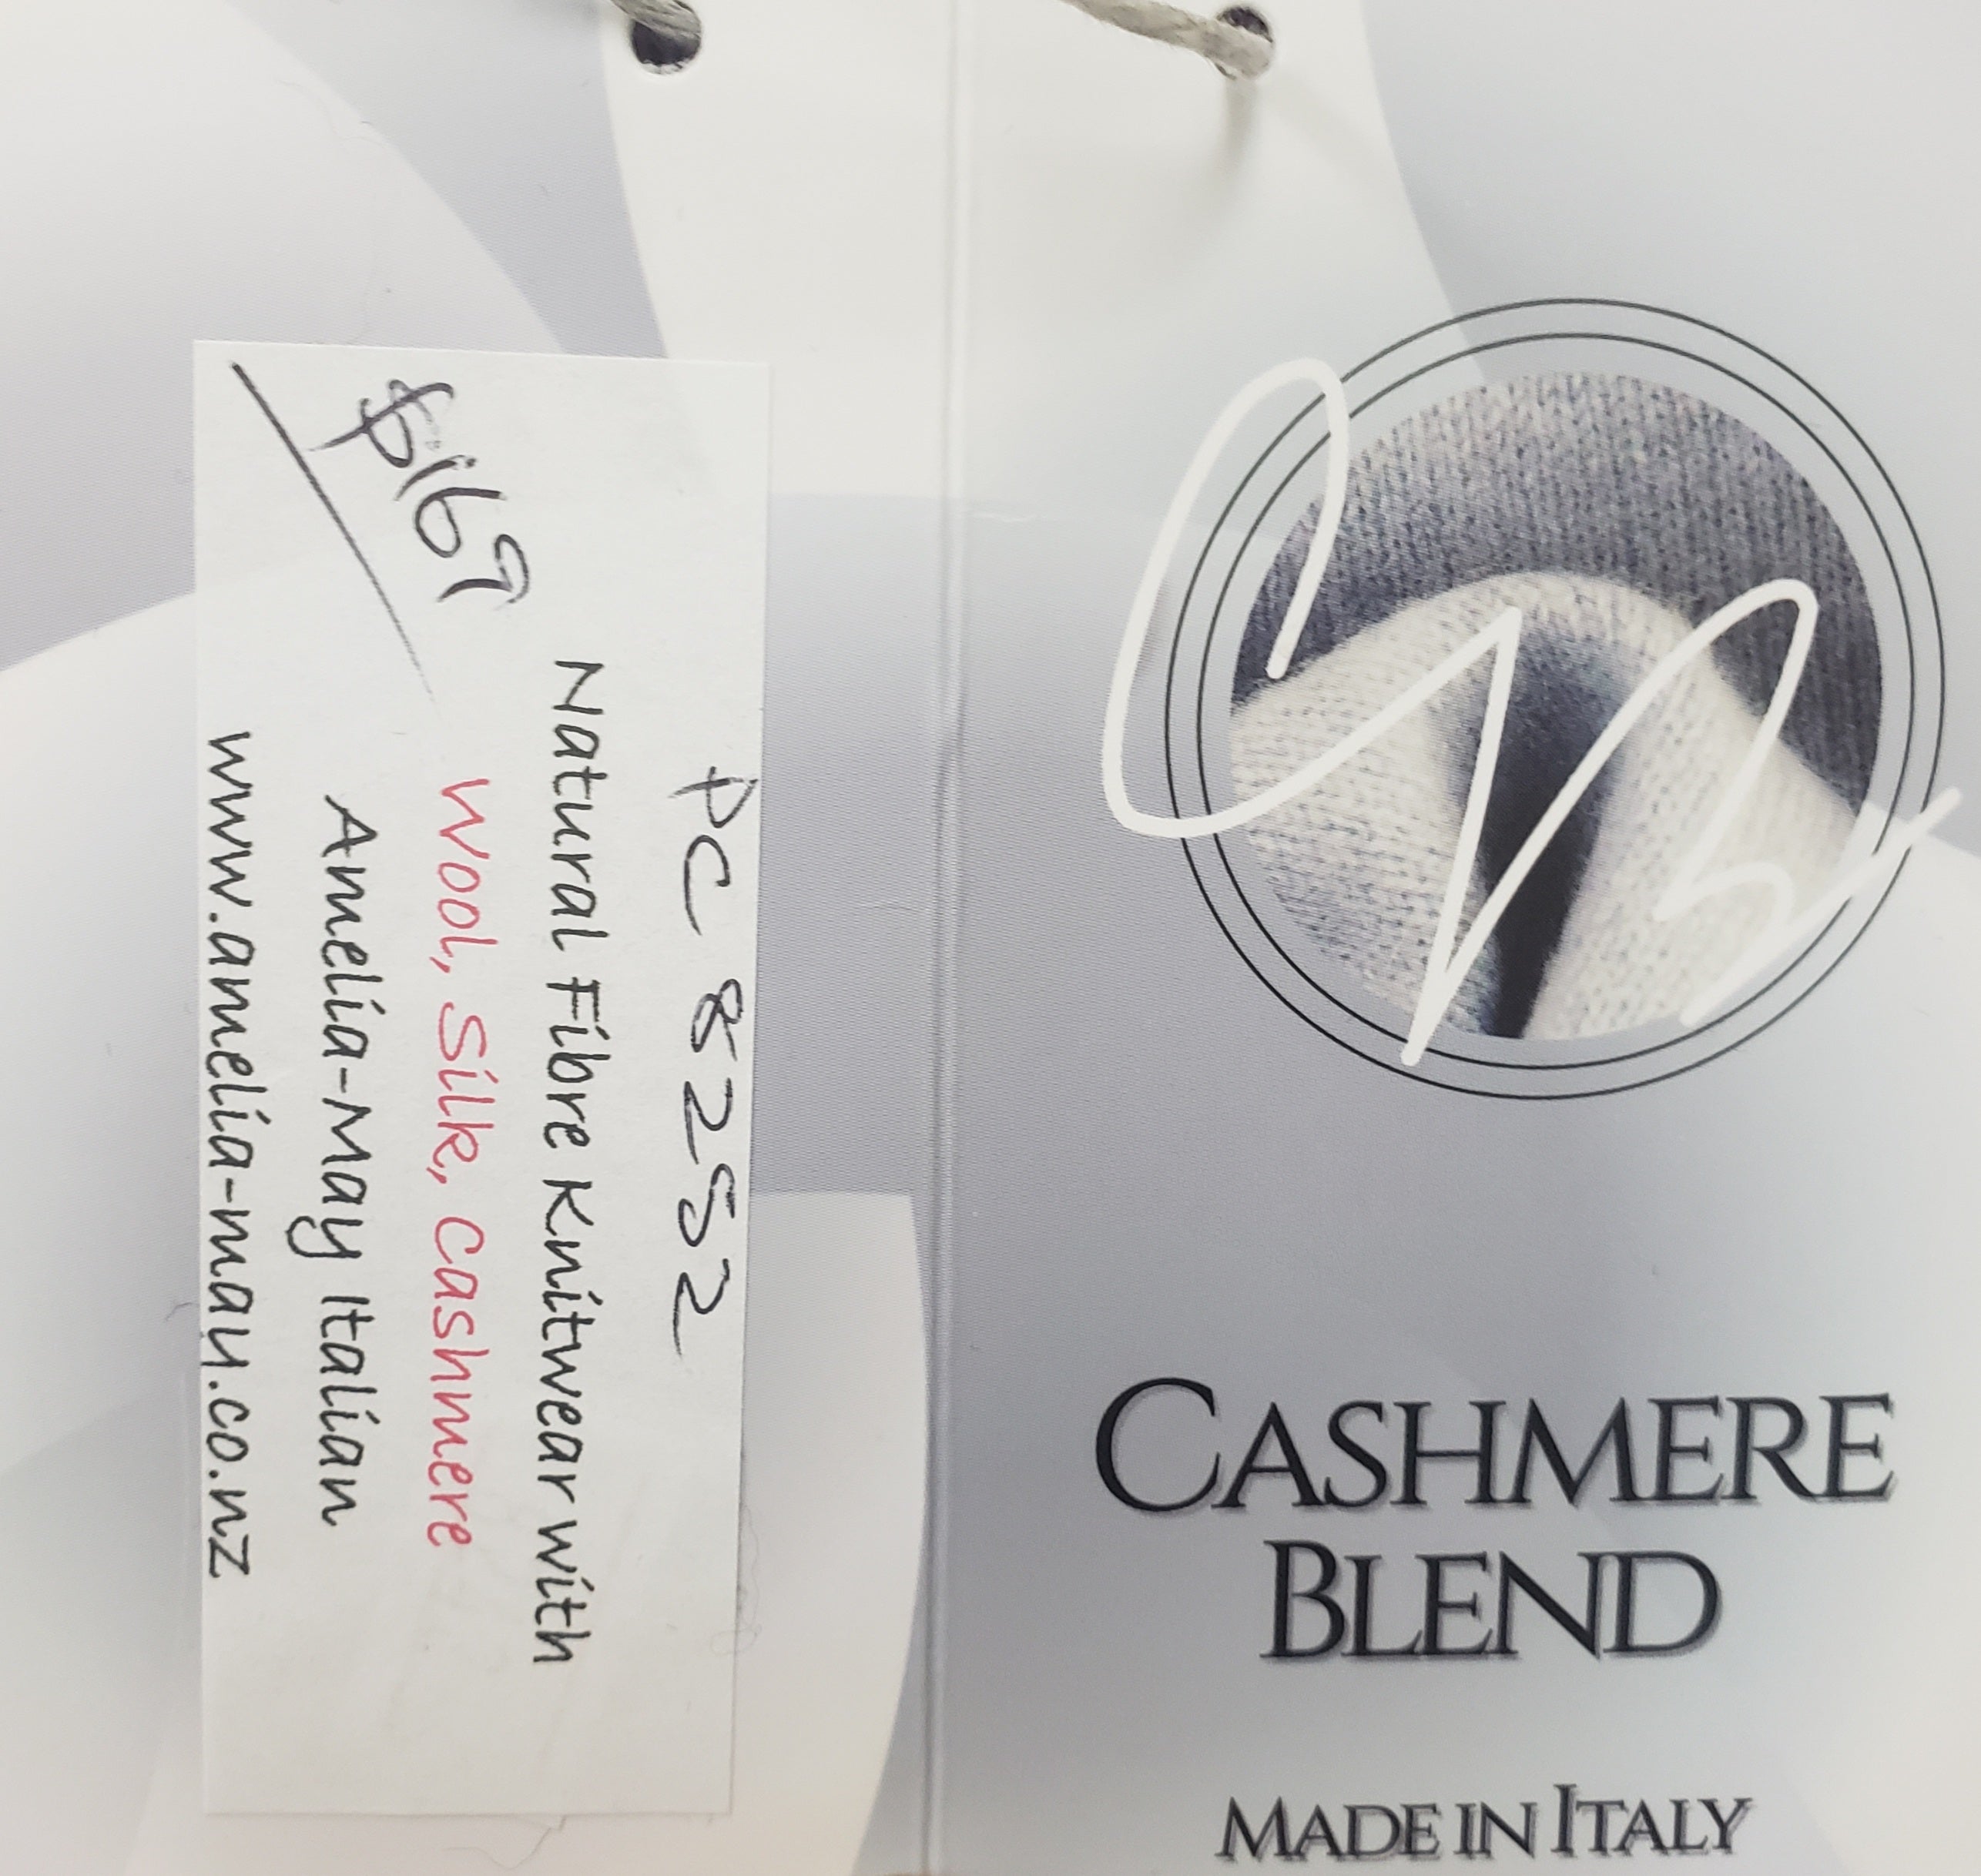 PC 8252
Natural Fibre Knitwear with
Wool, Silk, Cashmere
Amelia-May Italian
www.amelia-may.co.nz
$169
CASHMERE
BLEND
MADE IN ITALY